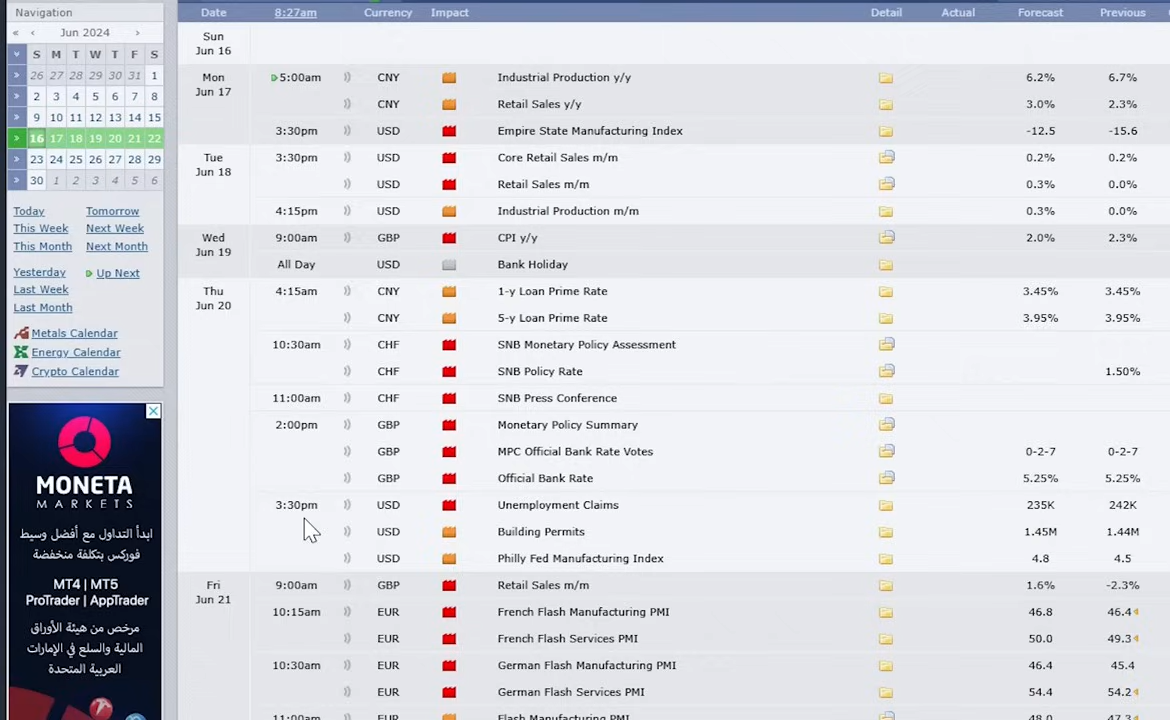 Navigation
« ‹ Jun 2024 ›
S M T W T F S
26 27 28 29 30 31 1
2 3 4 5 6 7 8
9 10 11 12 13 14 15
16 17 18 19 20 21 22
23 24 25 26 27 28 29
30 1 2 3 4 5 6
Today Tomorrow
This Week Next Week
This Month Next Month
Yesterday Up Next
Last Week
Last Month
Metals Calendar
Energy Calendar
Crypto Calendar
MONETA
MARKETS
ابدأ التداول مع أفضل وسيط
فوركس بتكلفة منخفضة
MT4 | MT5
ProTrader | AppTrader
مرخص من هيئة الأوراق
المالية والسلع في الإمارات
العربية المتحدة
Date 8:27am Currency Impact Detail Actual Forecast Previous
Sun
Jun 16
Mon
Jun 17
5:00am CNY Industrial Production y/y 6.2% 6.7%
CNY Retail Sales y/y 3.0% 2.3%
3:30pm USD Empire State Manufacturing Index -12.5 -15.6
Tue
Jun 18
3:30pm USD Core Retail Sales m/m 0.2% 0.2%
USD Retail Sales m/m 0.3% 0.0%
4:15pm USD Industrial Production m/m 0.3% 0.0%
Wed
Jun 19
9:00am GBP CPI y/y 2.0% 2.3%
All Day USD Bank Holiday
Thu
Jun 20
4:15am CNY 1-y Loan Prime Rate 3.45% 3.45%
CNY 5-y Loan Prime Rate 3.95% 3.95%
10:30am CHF SNB Monetary Policy Assessment
CHF SNB Policy Rate 1.50%
11:00am CHF SNB Press Conference
2:00pm GBP Monetary Policy Summary
GBP MPC Official Bank Rate Votes 0-2-7 0-2-7
GBP Official Bank Rate 5.25% 5.25%
3:30pm USD Unemployment Claims 235K 242K
USD Building Permits 1.45M 1.44M
USD Philly Fed Manufacturing Index 4.8 4.5
Fri
Jun 21
9:00am GBP Retail Sales m/m 1.6% -2.3%
10:15am EUR French Flash Manufacturing PMI 46.8 46.4
EUR French Flash Services PMI 50.0 49.3
10:30am EUR German Flash Manufacturing PMI 46.4 45.4
EUR German Flash Services PMI 54.4 54.2
11:00am EUR Flash Manufacturing PMI 48.0 47.3